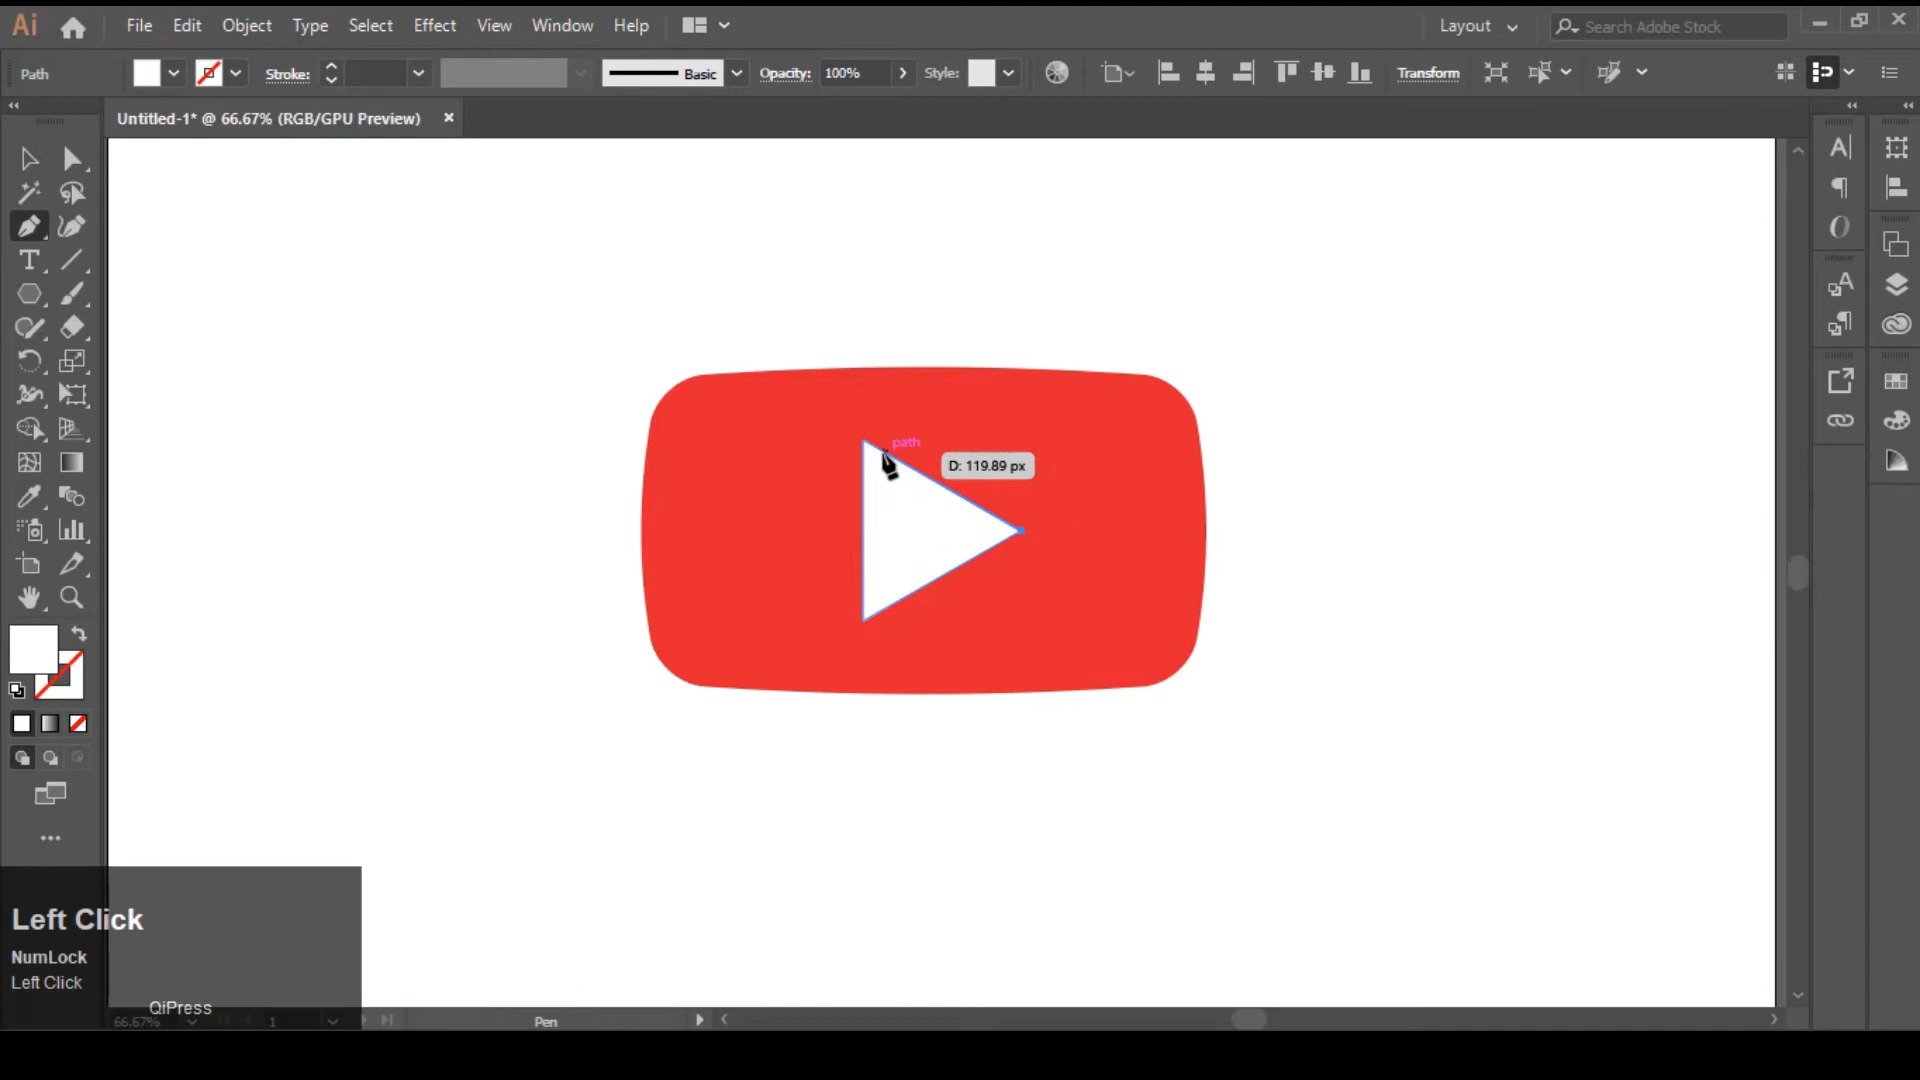 Ai File Edit Object Type Select Effect View Window Help Layout Search Adobe Stock
Path Stroke: Basic Opacity: 100% Style: Transform
Untitled-1* @ 66.67% (RGB/GPU Preview)
path
D: 119.89 px
Left Click
NumLock
Left Click
QiPress
66.67% 1 Pen